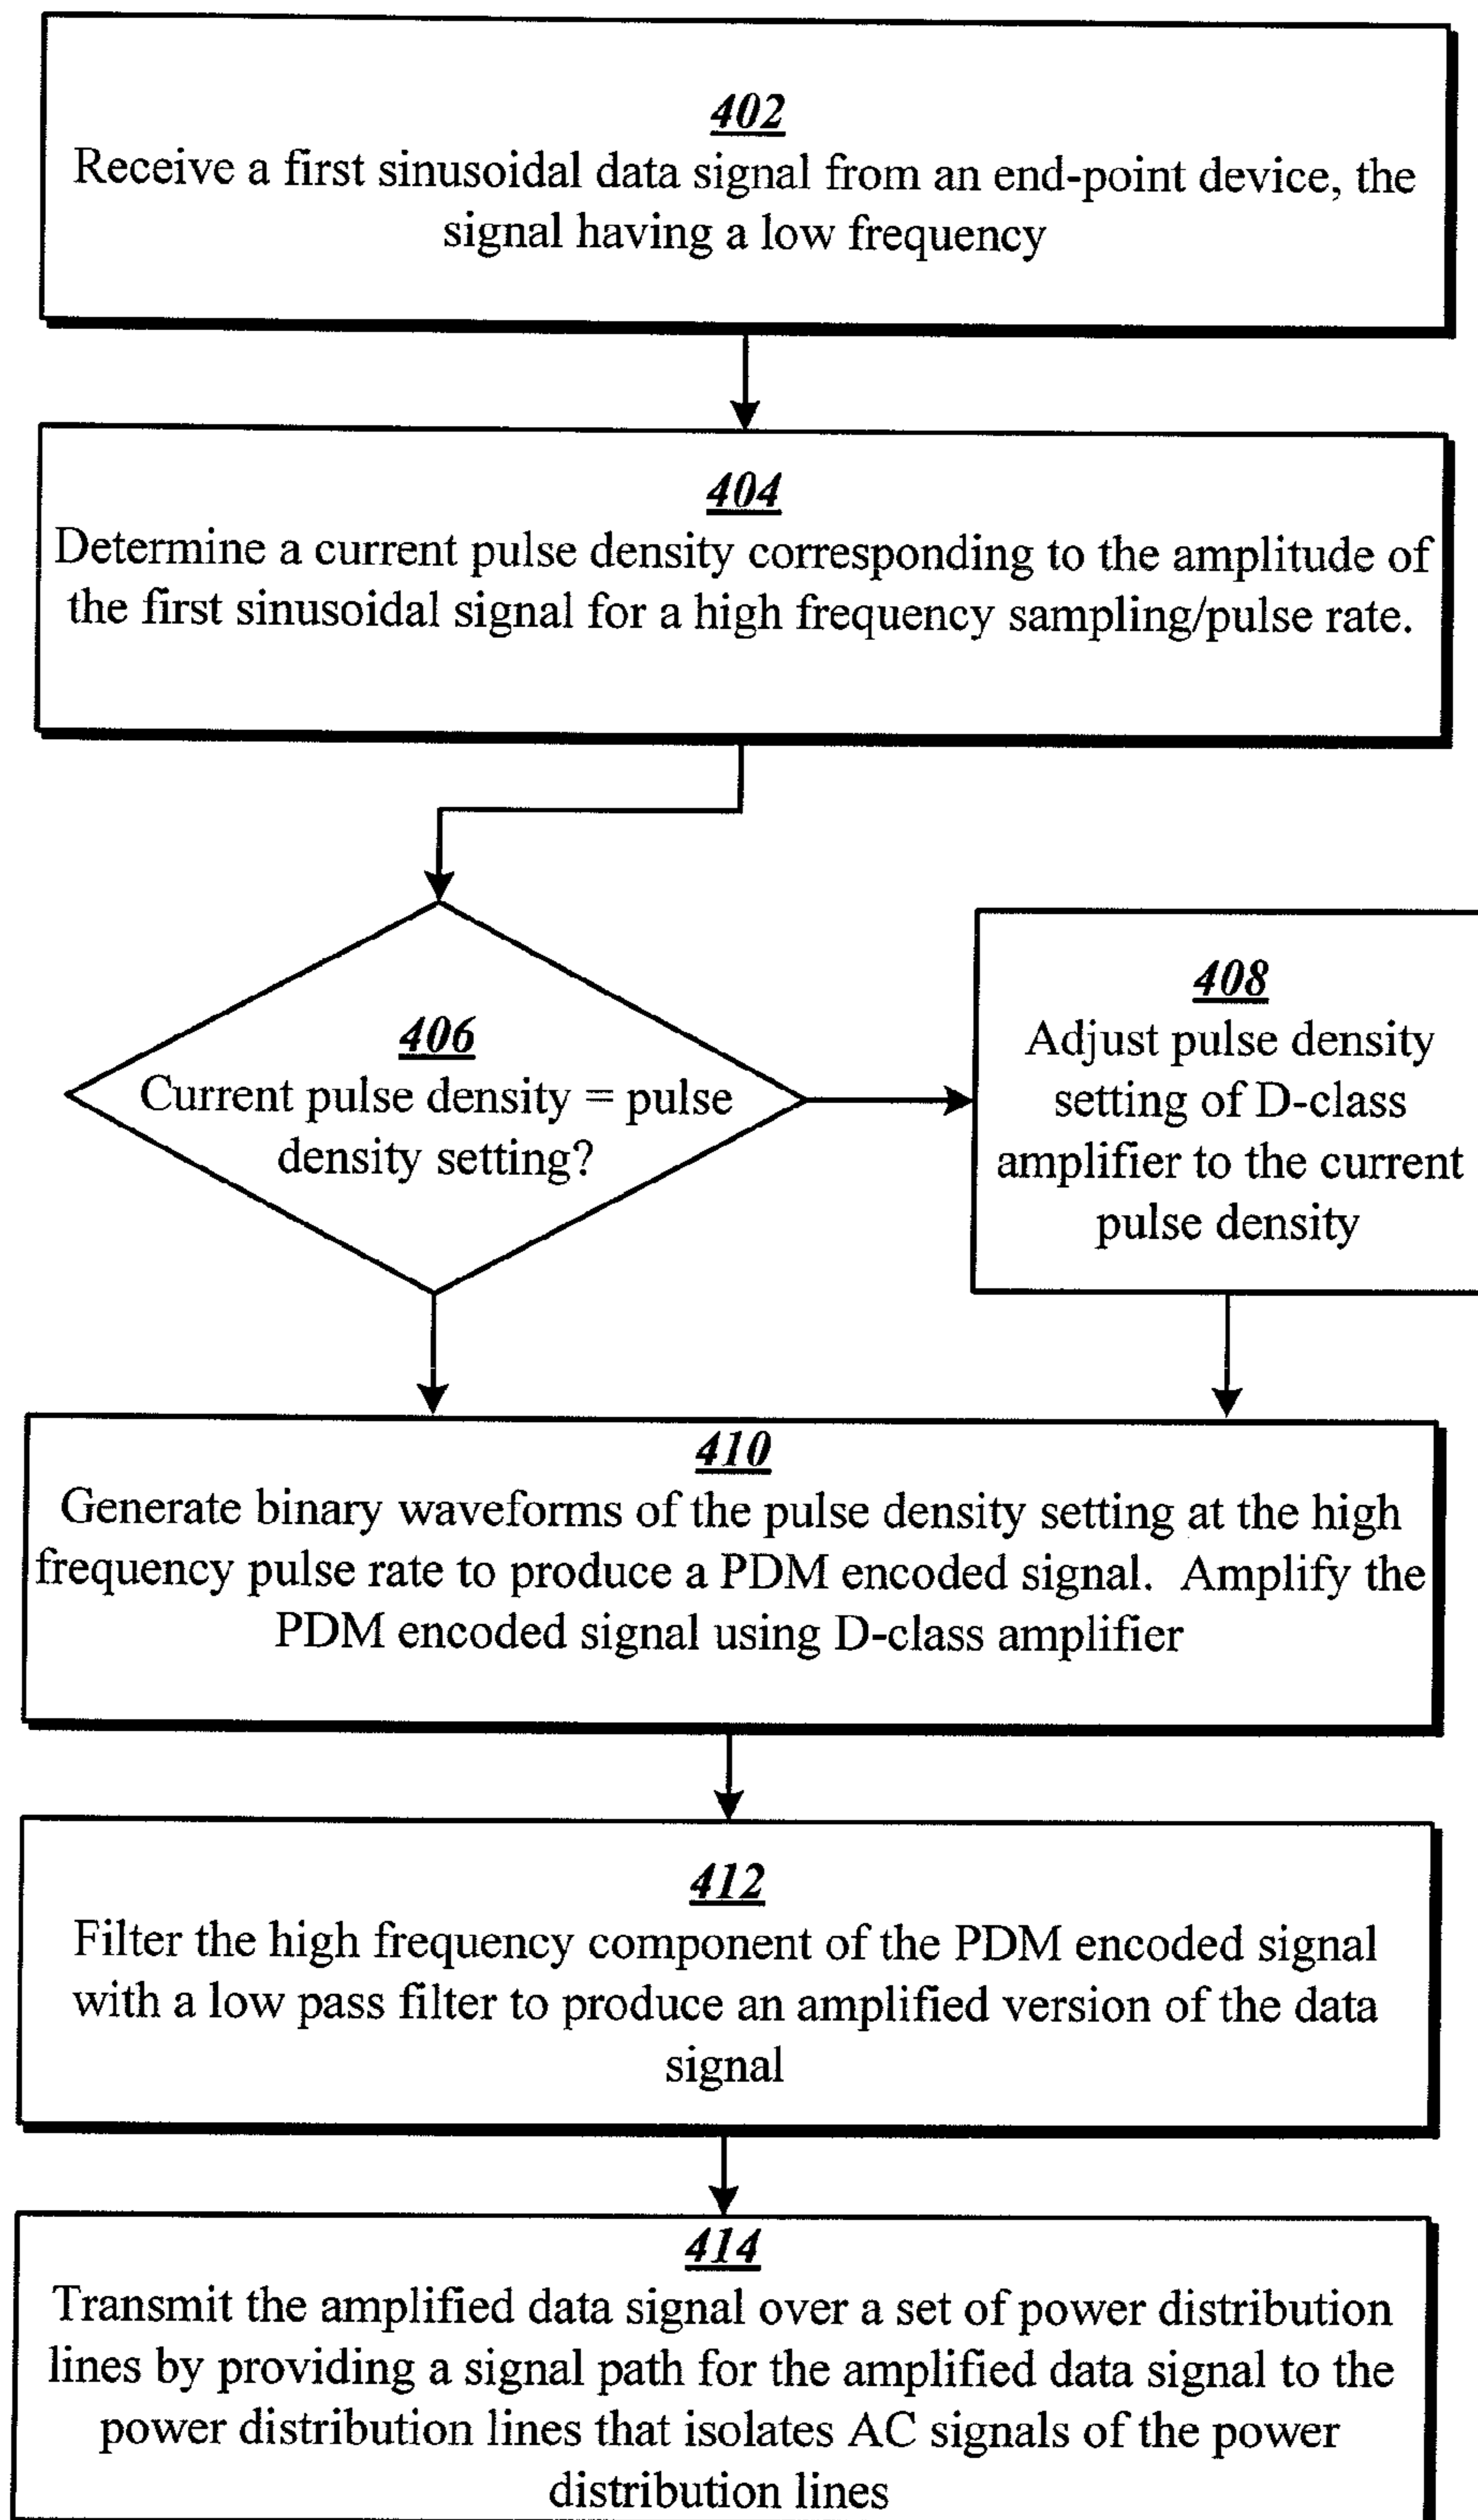 402
Receive a first sinusoidal data signal from an end-point device, the
signal having a low frequency
404
Determine a current pulse density corresponding to the amplitude of
the first sinusoidal signal for a high frequency sampling/pulse rate.
406
Current pulse density = pulse
density setting?
408
Adjust pulse density
setting of D-class
amplifier to the current
pulse density
410
Generate binary waveforms of the pulse density setting at the high
frequency pulse rate to produce a PDM encoded signal. Amplify the
PDM encoded signal using D-class amplifier
412
Filter the high frequency component of the PDM encoded signal
with a low pass filter to produce an amplified version of the data
signal
414
Transmit the amplified data signal over a set of power distribution
lines by providing a signal path for the amplified data signal to the
power distribution lines that isolates AC signals of the power
distribution lines